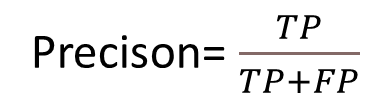 Precison= TP / TP+FP